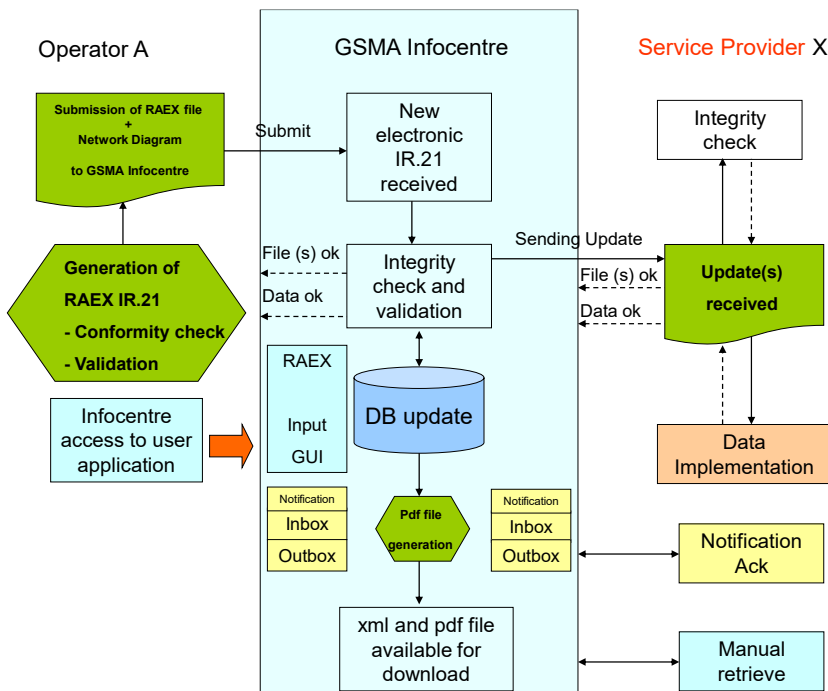 Operator A
GSMA Infocentre
Service Provider X
Submission of RAEX file
+
Network Diagram
to GSMA Infocentre
Submit
New
electronic
IR.21
received
Integrity
check
Generation of
RAEX IR.21
- Conformity check
- Validation
File (s) ok
Data ok
Integrity
check and
validation
Sending Update
File (s) ok
Data ok
Update(s)
received
Infocentre
access to user
application
RAEX
Input
GUI
DB update
Data
Implementation
Notification
Inbox
Outbox
Pdf file
generation
Notification
Inbox
Outbox
Notification
Ack
xml and pdf file
available for
download
Manual
retrieve